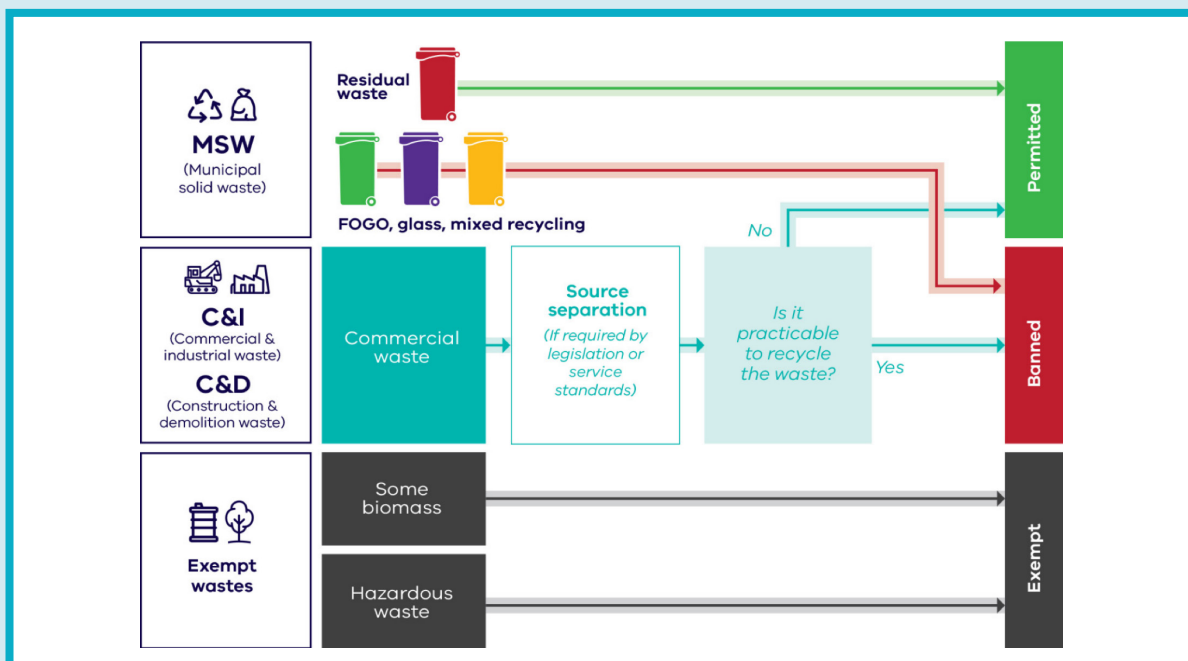 MSW
(Municipal
solid waste)
Residual
waste
FOGO, glass, mixed recycling
Permitted
C&I
(Commercial &
industrial waste)
C&D
(Construction &
demolition waste)
Commercial
waste
Source
separation
(If required by
legislation or
service
standards)
Is it
practicable
to recycle
the waste?
No
Yes
Banned
Exempt
wastes
Some
biomass
Hazardous
waste
Exempt